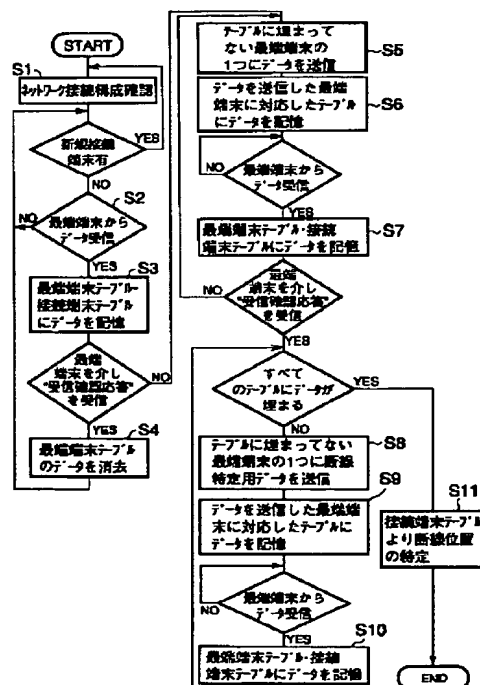 START
S1
ネットワーク接続構成確認
新規接続
端末有
YES
NO
S2
最端端末から
データ受信
NO
YES
S3
最端端末テーブル・
接続端末テーブル
にデータを記憶
最端
端末を介し
"受信確認応答"
を受信
NO
YES
S4
最端端末テーブル
のデータを消去
テーブルに埋まって
ない最端端末の
1つにデータを送信
S5
データを送信した最端
端末に対応したテーブル
にデータを記憶
S6
最端端末から
データ受信
NO
YES
S7
最端端末テーブル・接続
端末テーブルにデータを記憶
最端
端末を介し
"受信確認応答"
を受信
NO
YES
すべて
のテーブルにデータが
埋まる
YES
NO
S8
テーブルに埋まってない
最端端末の1つに断線
特定用データを送信
S9
データを送信した最端端
末に対応したテーブルに
データを記憶
最端端末から
データ受信
NO
YES
S10
最端端末テーブル・接続
端末テーブルにデータを記憶
S11
接続端末テーブル
より断線位置
の特定
END